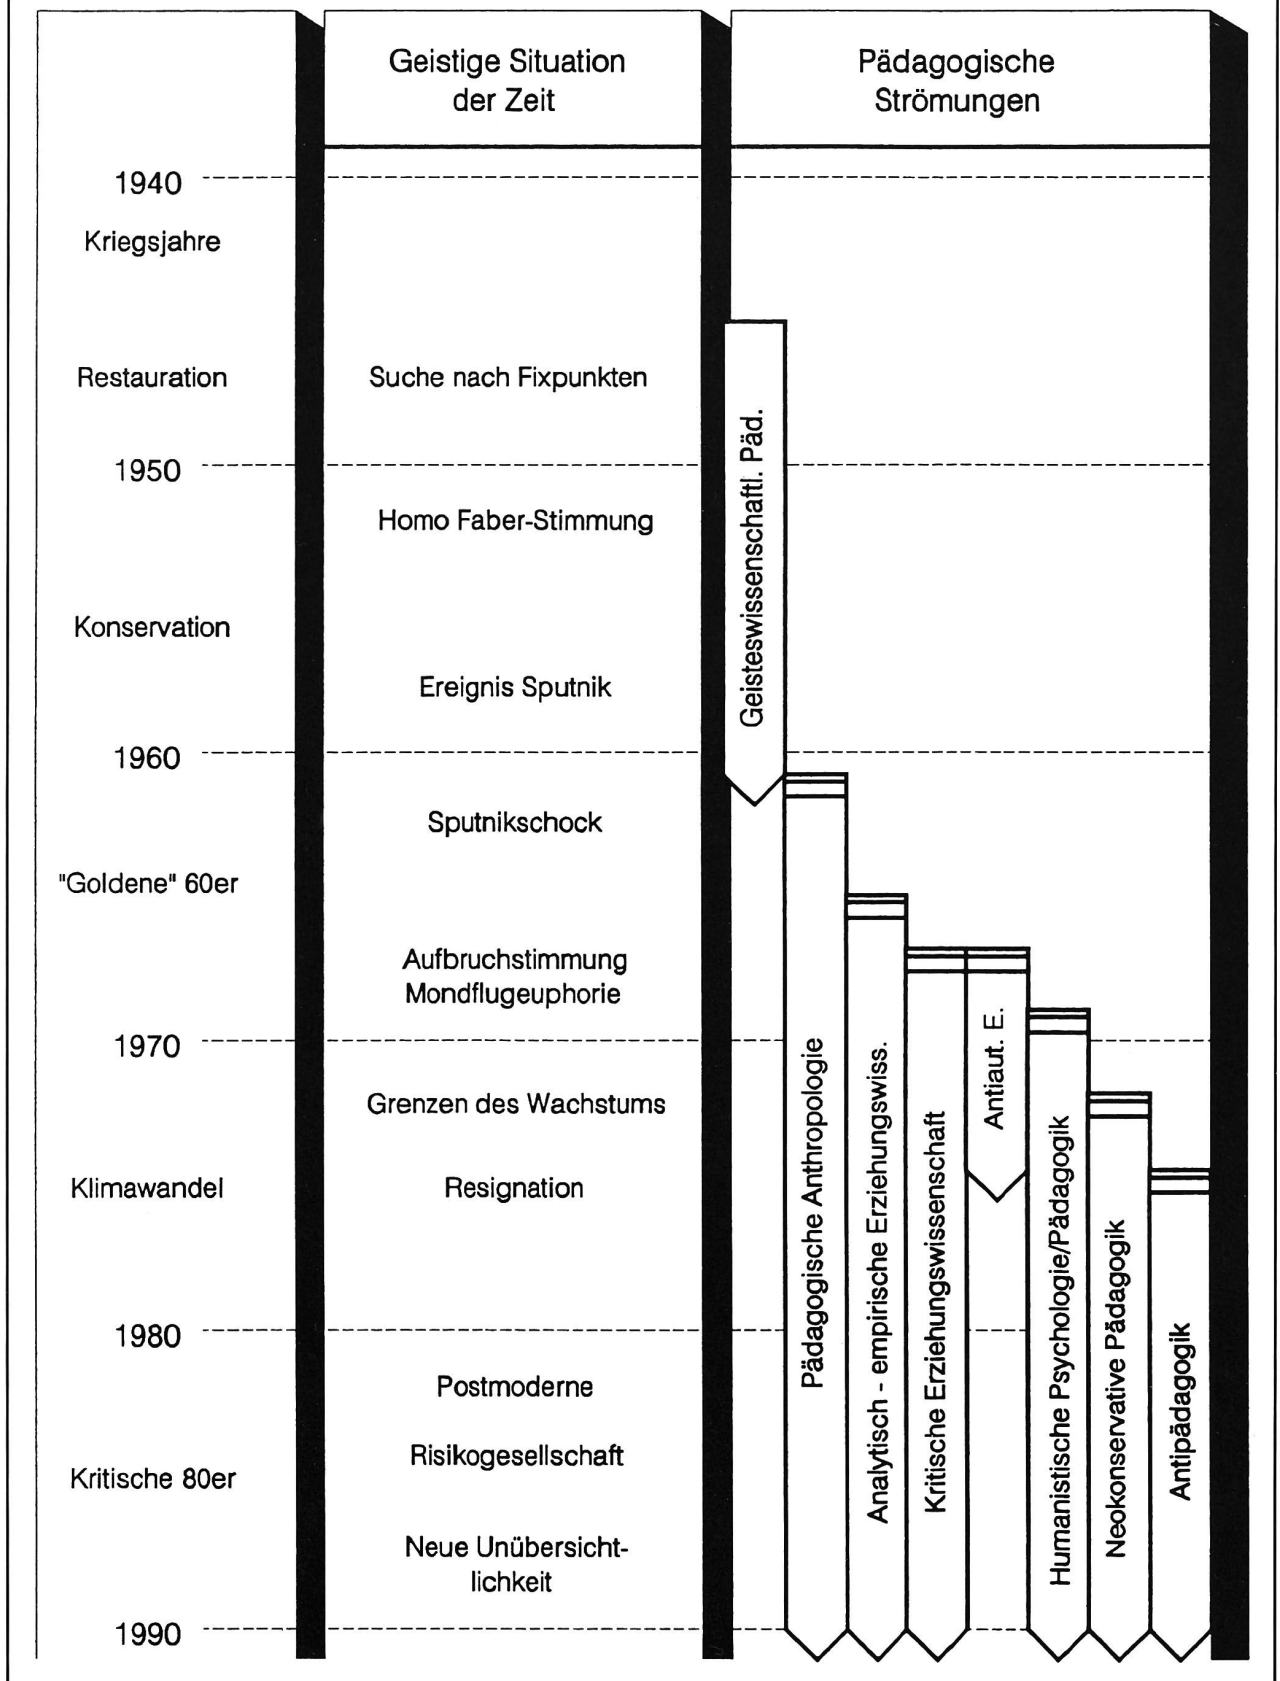 Geistige Situation
der Zeit
Pädagogische
Strömungen
1940
Kriegsjahre
Restauration
Suche nach Fixpunkten
1950
Homo Faber-Stimmung
Konservation
Ereignis Sputnik
1960
Sputnikschock
"Goldene" 60er
Aufbruchstimmung
Mondflugeuphorie
1970
Grenzen des Wachstums
Klimawandel
Resignation
1980
Postmoderne
Risikogesellschaft
Kritische 80er
Neue Unübersicht-
lichkeit
1990
Geisteswissenschaftl. Päd.
Pädagogische Anthropologie
Analytisch - empirische Erziehungswiss.
Kritische Erziehungswissenschaft
Antiaut. E.
Humanistische Psychologie/Pädagogik
Neokonservative Pädagogik
Antipädagogik